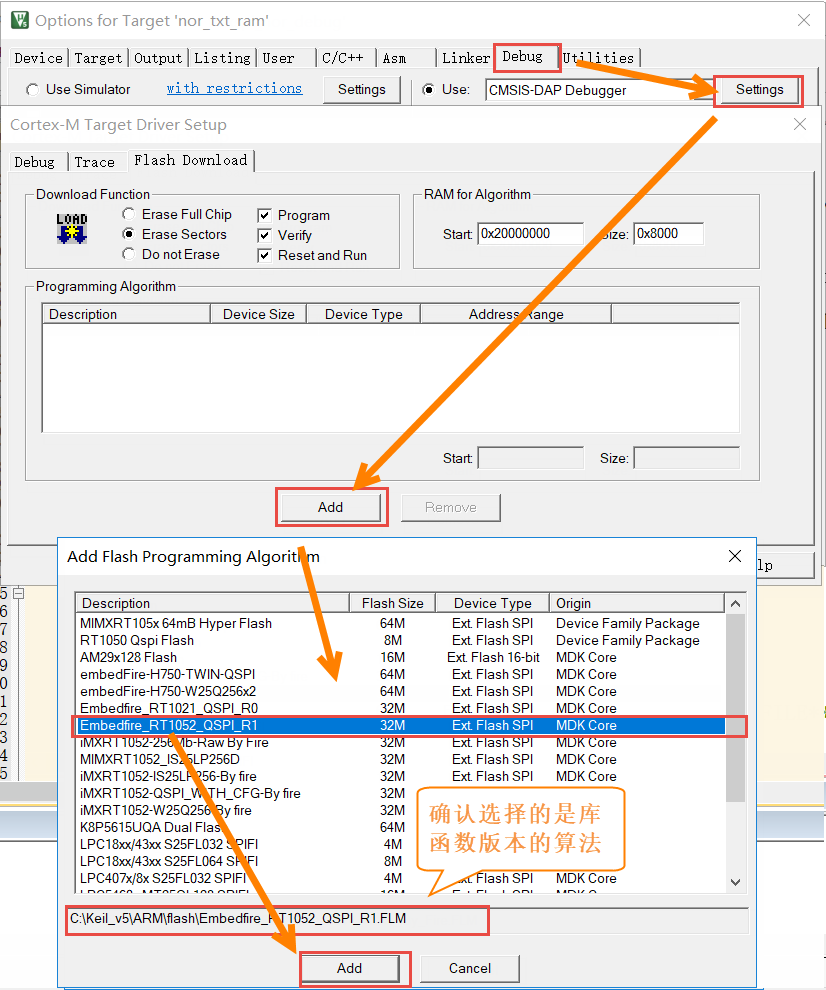 Options for Target 'nor_txt_ram'
Device Target Output Listing User C/C++ Asm Linker Debug Utilities
Use Simulator with restrictions Settings Use: CMSIS-DAP Debugger Settings
Cortex-M Target Driver Setup
Debug Trace Flash Download
Download Function RAM for Algorithm
LOAD Erase Full Chip Program
Erase Sectors Verify Start: 0x20000000 Size: 0x8000
Do not Erase Reset and Run
Programming Algorithm
Description Device Size Device Type Address Range
Start: Size:
Add Remove
Add Flash Programming Algorithm
Description Flash Size Device Type Origin
MIMXRT105x 64mB Hyper Flash 64M Ext. Flash SPI Device Family Package
RT1050 Qspi Flash 8M Ext. Flash SPI Device Family Package
AM29x128 Flash 16M Ext. Flash 16-bit MDK Core
embedFire-H750-TWIN-QSPI 64M Ext. Flash SPI MDK Core
embedFire-H750-W25Q256x2 64M Ext. Flash SPI MDK Core
Embedfire_RT1021_QSPI_R0 32M Ext. Flash SPI MDK Core
Embedfire_RT1052_QSPI_R1 32M Ext. Flash SPI MDK Core
iMXRT1052-256Mb-Raw By Fire 32M Ext. Flash SPI MDK Core
MIMXRT1052_IS25LP256D 32M Ext. Flash SPI MDK Core
iMXRT1052-IS25LP256-By fire 32M Ext. Flash SPI MDK Core
iMXRT1052-QSPI_WITH_CFG-By fire 32M
iMXRT1052-W25Q256-By fire 32M
K8P5615UQA Dual Flash 64M
LPC18xx/43xx S25FL032 SPIFI 4M
LPC18xx/43xx S25FL064 SPIFI 8M
LPC407x/8x S25FL032 SPIFI 4M Ext. Flash SPI MDK Core
确认选择的是库
函数版本的算法
C:\Keil_v5\ARM\flash\Embedfire_RT1052_QSPI_R1.FLM
Add Cancel